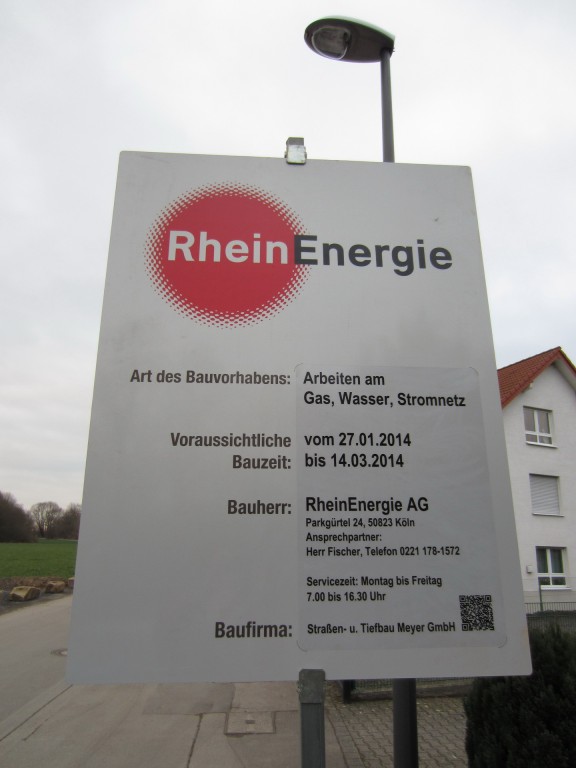 RheinEnergie
Art des Bauvorhabens: Arbeiten am
Gas, Wasser, Stromnetz
Voraussichtliche vom 27.01.2014
Bauzeit: bis 14.03.2014
Bauherr: RheinEnergie AG
Parkgürtel 24, 50823 Köln
Ansprechpartner:
Herr Fischer, Telefon 0221 178-1572
Servicezeit: Montag bis Freitag
7.00 bis 16.30 Uhr
Baufirma: Straßen- u. Tiefbau Meyer GmbH